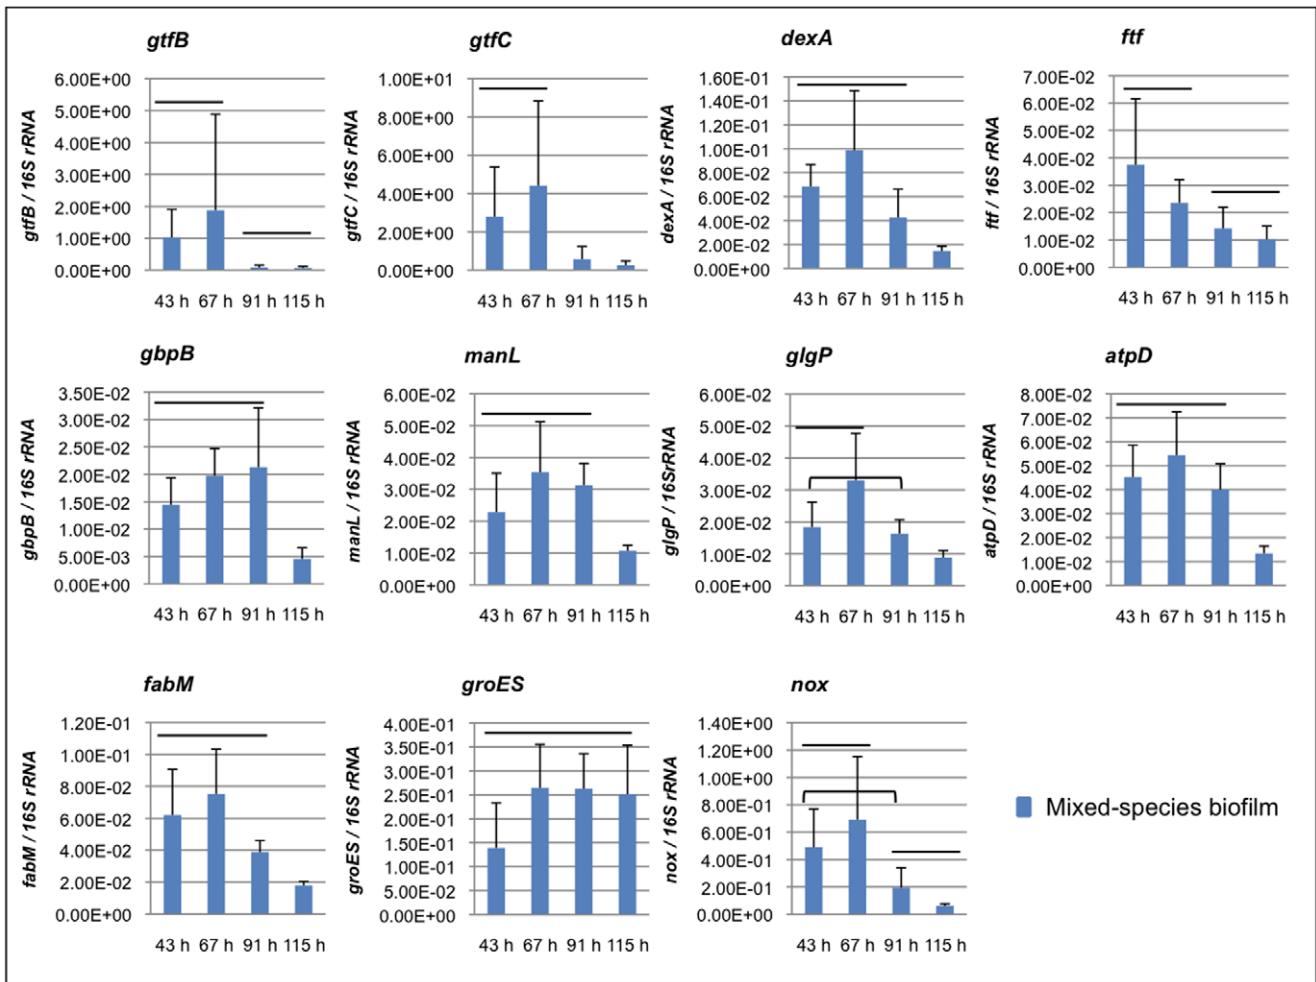 gtfB
gtfC
dexA
ftf
gtfB / 16S rRNA
6.00E+00
5.00E+00
4.00E+00
3.00E+00
2.00E+00
1.00E+00
0.00E+00
43 h 67 h 91 h 115 h
gtfC / 16S rRNA
1.00E+01
8.00E+00
6.00E+00
4.00E+00
2.00E+00
0.00E+00
43 h 67 h 91 h 115 h
dexA / 16S rRNA
1.60E-01
1.40E-01
1.20E-01
1.00E-01
8.00E-02
6.00E-02
4.00E-02
2.00E-02
0.00E+00
43 h 67 h 91 h 115 h
ftf / 16S rRNA
7.00E-02
6.00E-02
5.00E-02
4.00E-02
3.00E-02
2.00E-02
1.00E-02
0.00E+00
43 h 67 h 91 h 115 h
gbpB
manL
glgP
atpD
gbpB / 16S rRNA
3.50E-02
3.00E-02
2.50E-02
2.00E-02
1.50E-02
1.00E-02
5.00E-03
0.00E+00
43 h 67 h 91 h 115 h
manL / 16S rRNA
6.00E-02
5.00E-02
4.00E-02
3.00E-02
2.00E-02
1.00E-02
0.00E+00
43 h 67 h 91 h 115 h
glgP / 16SrRNA
6.00E-02
5.00E-02
4.00E-02
3.00E-02
2.00E-02
1.00E-02
0.00E+00
43 h 67 h 91 h 115 h
atpD / 16S rRNA
8.00E-02
7.00E-02
6.00E-02
5.00E-02
4.00E-02
3.00E-02
2.00E-02
1.00E-02
0.00E+00
43 h 67 h 91 h 115 h
fabM
groES
nox
fabM / 16S rRNA
1.20E-01
1.00E-01
8.00E-02
6.00E-02
4.00E-02
2.00E-02
0.00E+00
43 h 67 h 91 h 115 h
groES / 16S rRNA
4.00E-01
3.50E-01
3.00E-01
2.50E-01
2.00E-01
1.50E-01
1.00E-01
5.00E-02
0.00E+00
43 h 67 h 91 h 115 h
nox / 16S rRNA
1.40E+00
1.20E+00
1.00E+00
8.00E-01
6.00E-01
4.00E-01
2.00E-01
0.00E+00
43 h 67 h 91 h 115 h
Mixed-species biofilm